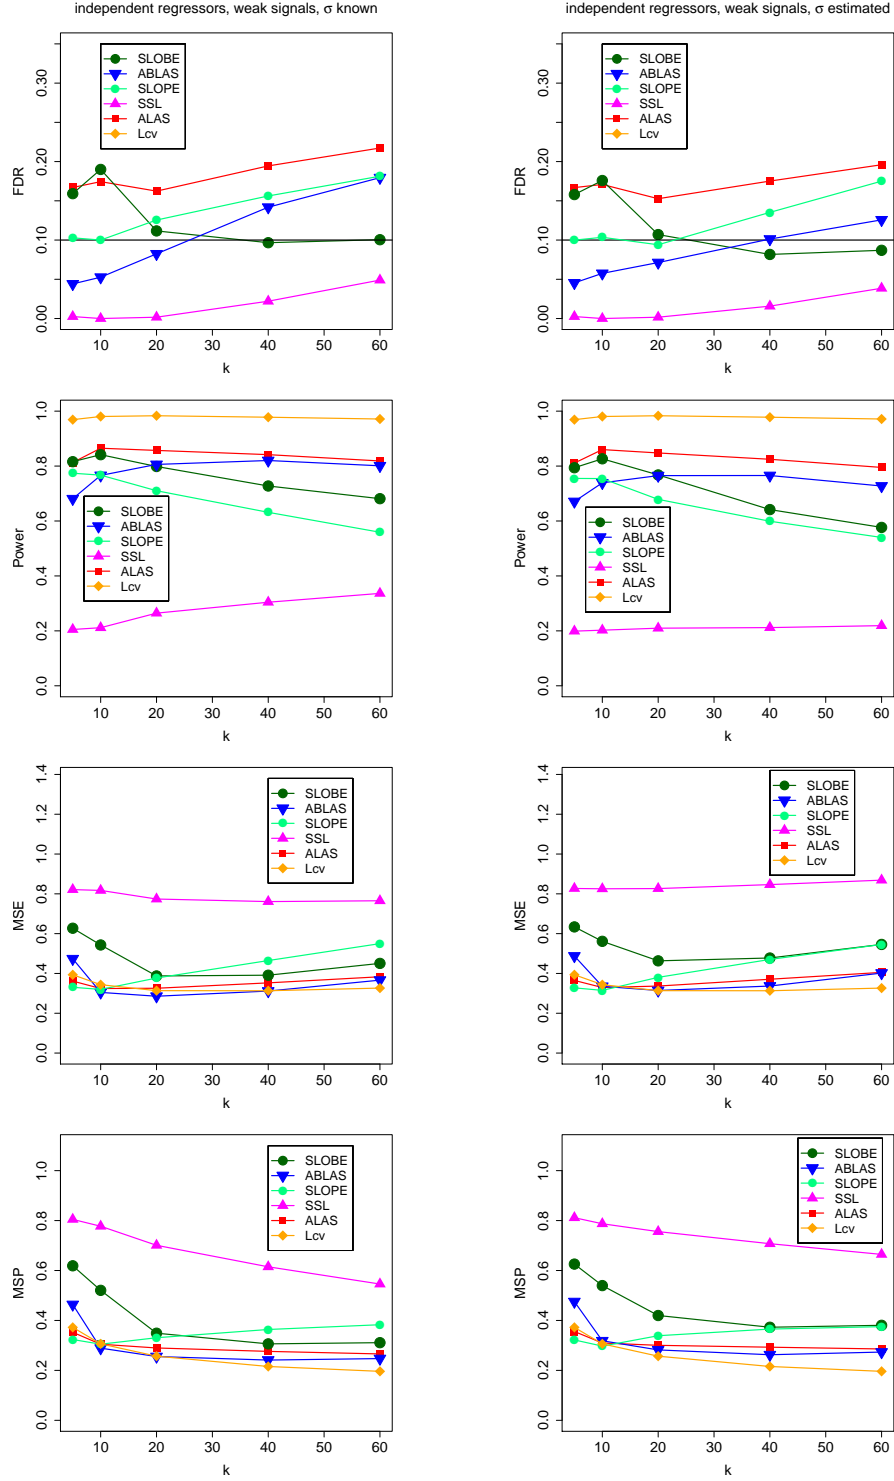 independent regressors, weak signals, σ known
FDR
0.00
0.10
0.20
0.30
SLOBE
ABLAS
SLOPE
SSL
ALAS
Lcv
10
20
30
40
50
60
k
independent regressors, weak signals, σ estimated
FDR
0.00
0.10
0.20
0.30
SLOBE
ABLAS
SLOPE
SSL
ALAS
Lcv
10
20
30
40
50
60
k
Power
0.0
0.2
0.4
0.6
0.8
1.0
SLOBE
ABLAS
SLOPE
SSL
ALAS
Lcv
10
20
30
40
50
60
k
Power
0.0
0.2
0.4
0.6
0.8
1.0
SLOBE
ABLAS
SLOPE
SSL
ALAS
Lcv
10
20
30
40
50
60
k
MSE
0.0
0.2
0.4
0.6
0.8
1.0
1.2
1.4
SLOBE
ABLAS
SLOPE
SSL
ALAS
Lcv
10
20
30
40
50
60
k
MSE
0.0
0.2
0.4
0.6
0.8
1.0
1.2
1.4
SLOBE
ABLAS
SLOPE
SSL
ALAS
Lcv
10
20
30
40
50
60
k
MSP
0.0
0.2
0.4
0.6
0.8
1.0
SLOBE
ABLAS
SLOPE
SSL
ALAS
Lcv
10
20
30
40
50
60
k
MSP
0.0
0.2
0.4
0.6
0.8
1.0
SLOBE
ABLAS
SLOPE
SSL
ALAS
Lcv
10
20
30
40
50
60
k